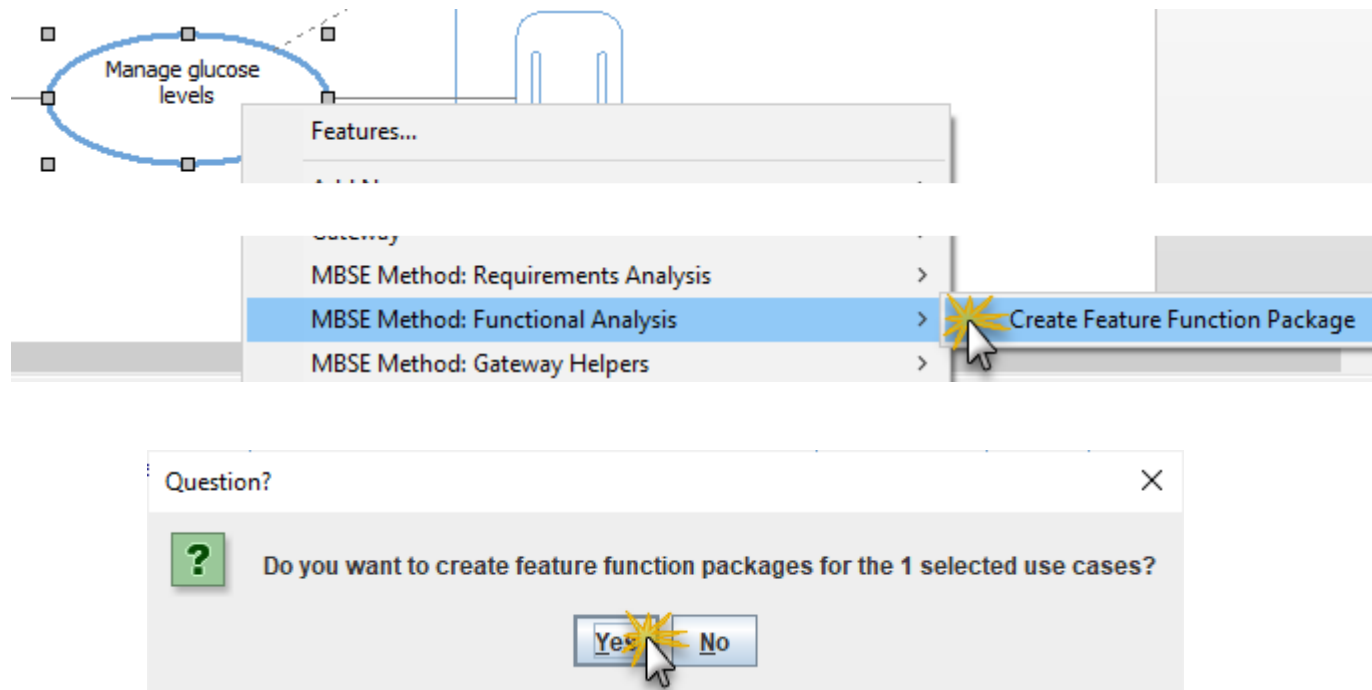 Manage glucose
levels
Features...
MBSE Method: Requirements Analysis
MBSE Method: Functional Analysis
Create Feature Function Package
MBSE Method: Gateway Helpers
Question?
Do you want to create feature function packages for the 1 selected use cases?
Yes No